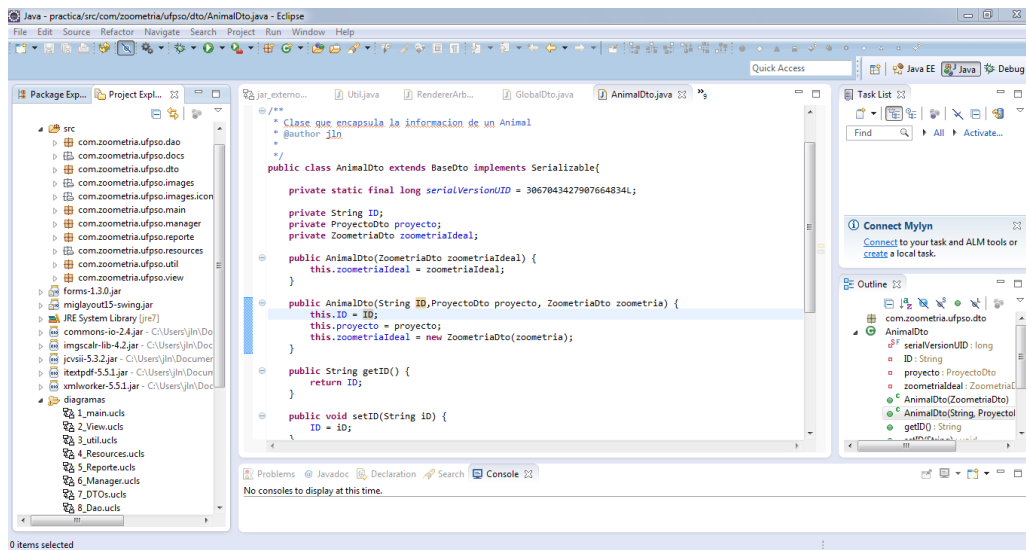 Java - practica/src/com/zoometria/ufpso/dto/AnimalDto.java - Eclipse
File Edit Source Refactor Navigate Search Project Run Window Help
Quick Access
Java EE
Java
Debug
Package Exp...
Project Expl...
src
com.zoometria.ufpso.dao
com.zoometria.ufpso.docs
com.zoometria.ufpso.dto
com.zoometria.ufpso.images
com.zoometria.ufpso.images.icon
com.zoometria.ufpso.main
com.zoometria.ufpso.manager
com.zoometria.ufpso.reporte
com.zoometria.ufpso.resources
com.zoometria.ufpso.util
com.zoometria.ufpso.view
forms-1.3.0.jar
miglayout15-swing.jar
JRE System Library [jre7]
commons-io-2.4.jar - C:\Users\jln\Do
imgscalr-lib-4.2.jar - C:\Users\jln\Doc
jcvsii-5.3.2.jar - C:\Users\jln\Documer
itextpdf-5.5.1.jar - C:\Users\jln\Docum
xmlworker-5.5.1.jar - C:\Users\jln\Doc
diagramas
1_main.ucls
2_View.ucls
3_util.ucls
4_Resources.ucls
5_Reporte.ucls
6_Manager.ucls
7_DTOs.ucls
8_Dao.ucls
jar_externo...
Util.java
RendererArb...
GlobalDto.java
AnimalDto.java
»9
/**
* Clase que encapsula la informacion de un Animal
* @author jln
*
*/
public class AnimalDto extends BaseDto implements Serializable{
private static final long serialVersionUID = 3067043427907664834L;
private String ID;
private ProyectoDto proyecto;
private ZoometriaDto zoometriaIdeal;
public AnimalDto(ZoometriaDto zoometriaIdeal) {
this.zoometriaIdeal = zoometriaIdeal;
}
public AnimalDto(String ID,ProyectoDto proyecto, ZoometriaDto zoometria) {
this.ID = ID;
this.proyecto = proyecto;
this.zoometriaIdeal = new ZoometriaDto(zoometria);
}
public String getID() {
return ID;
}
public void setID(String iD) {
ID = iD;
}
Problems @ Javadoc Declaration Search Console
No consoles to display at this time.
Task List
Find
All
Activate...
Connect Mylyn
Connect to your task and ALM tools or
create a local task.
Outline
com.zoometria.ufpso.dto
AnimalDto
serialVersionUID : long
ID : String
proyecto : ProyectoDto
zoometriaIdeal : ZoometriaD
AnimalDto(ZoometriaDto)
AnimalDto(String, Proyectol
getID() : String
0 items selected